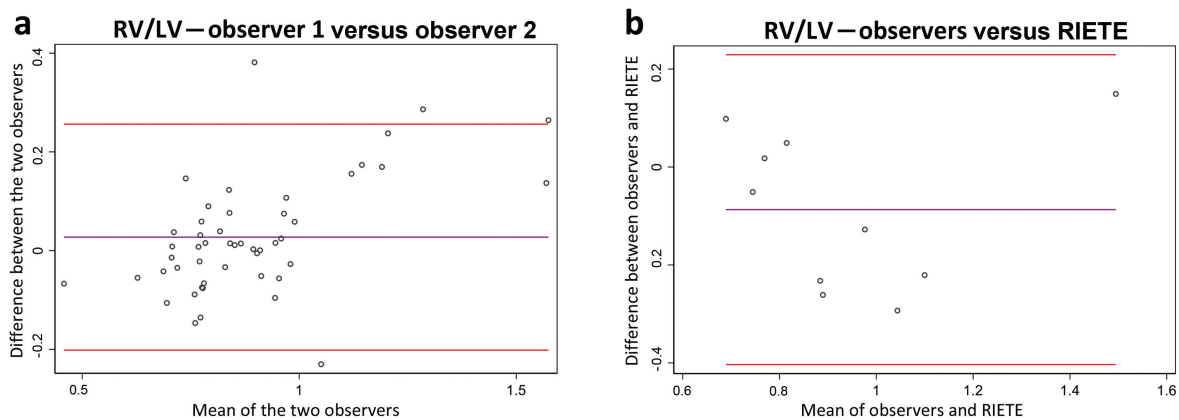 a
RV/LV—observer 1 versus observer 2
Difference between the two observers
0.4
0.2
0
-0.2
0.5
1
1.5
Mean of the two observers
b
RV/LV—observers versus RIETE
Difference between observers and RIETE
0.2
0
0.2
-0.4
0.6
0.8
1
1.2
1.4
1.6
Mean of observers and RIETE